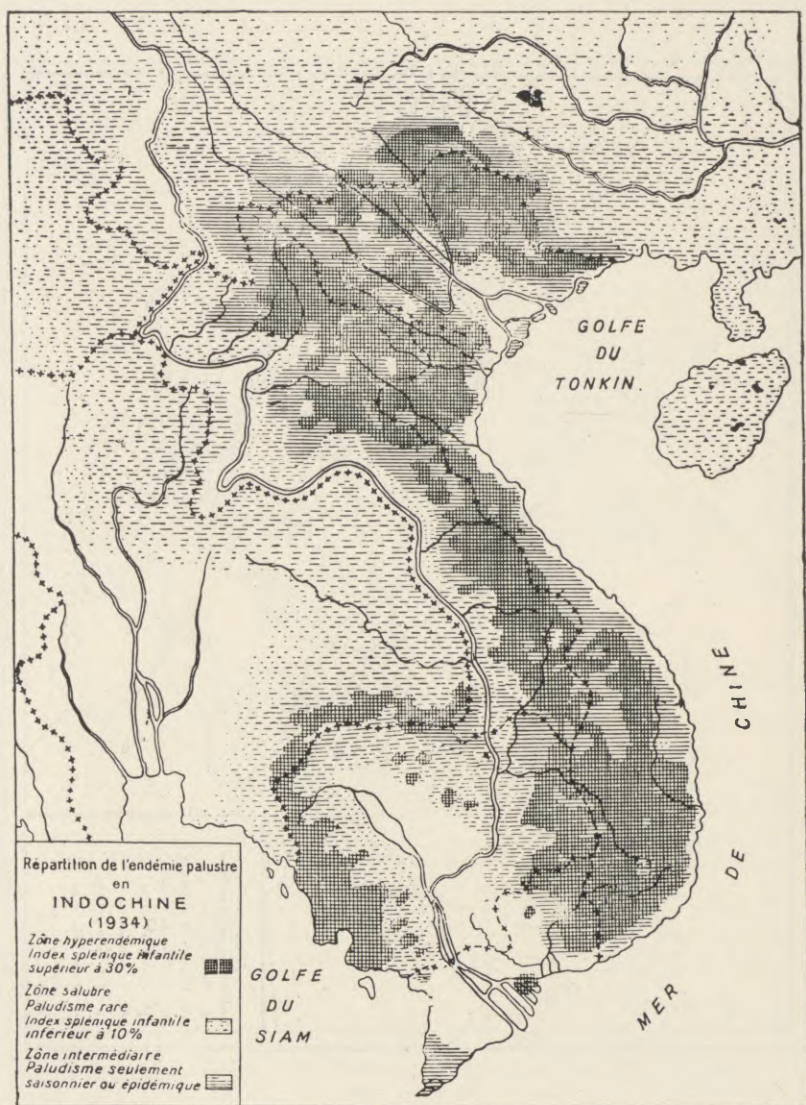 GOLFE
DU
TONKIN.
MER DE CHINE
GOLFE
DU
SIAM
Répartition de l'endémie palustre
en
INDOCHINE
(1934)
Zône hyperendémique
Index splénique infantile
supérieur à 30%
Zône salubre
Paludisme rare
Index splénique infantile
inférieur à 10%
Zône intermédiaire
Paludisme seulement
saisonnier ou épidémique